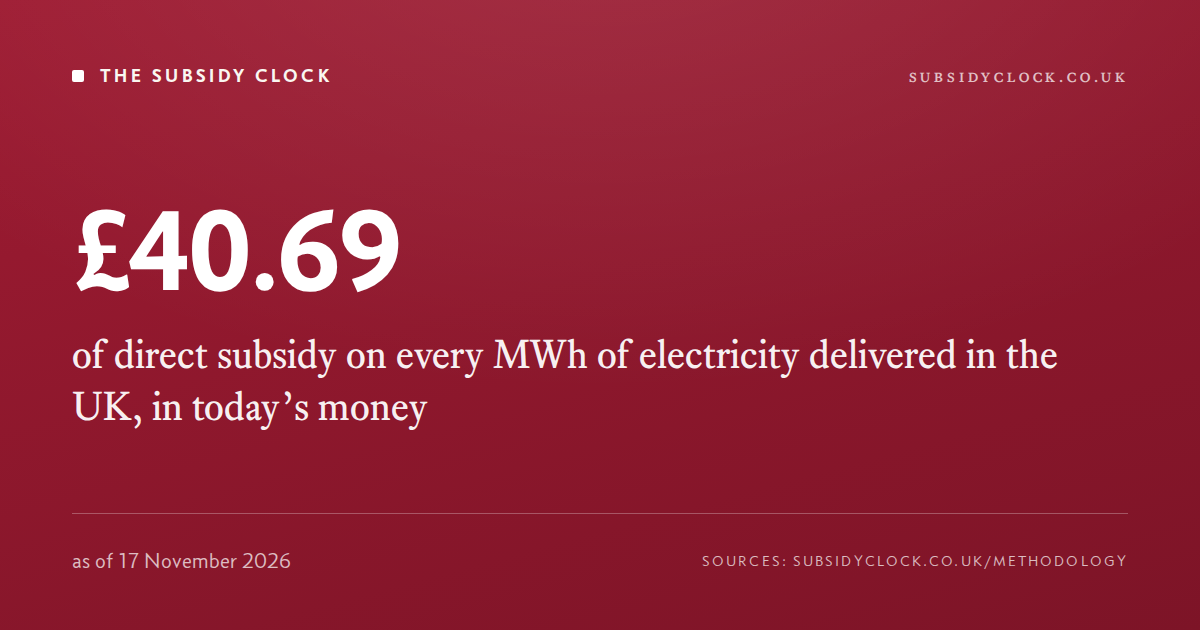 THE SUBSIDY CLOCK
SUBSIDYCLOCK.CO.UK
£40.69
of direct subsidy on every MWh of electricity delivered in the
UK, in today’s money
as of 17 November 2026
SOURCES: SUBSIDYCLOCK.CO.UK/METHODOLOGY